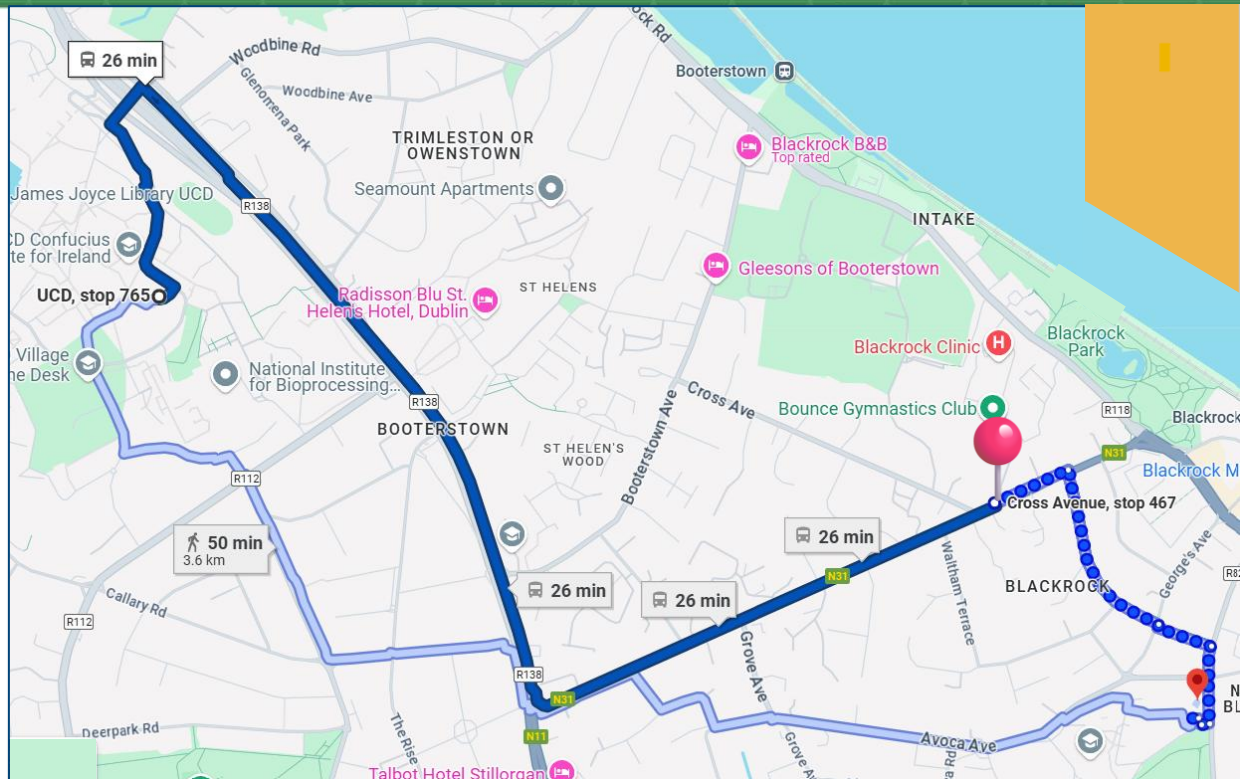 ock Rd
26 min
Woodbine Rd
Glenomena Park
Woodbine Ave
Booterstown
TRIMLESTON OR
OWENSTOWN
Blackrock B&B
Top rated
James Joyce Library UCD
Seamount Apartments
R138
INTAKE
CD Confucius
te for Ireland
Gleesons of Booterstown
UCD, stop 765
ST HELENS
Radisson Blu St.
Helen's Hotel, Dublin
Blackrock
Park
H
Blackrock Clinic
Village
he Desk
National Institute
for Bioprocessing...
Cross Ave
R138
Bounce Gymnastics Club
R118
Blackrock
BOOTERSTOWN
Booterstown Ave
ST HELEN'S
WOOD
N31
Blackrock M
R112
Cross Avenue, stop 467
50 min
3.6 km
26 min
Waltham Terrace
George's Ave
N31
BLACKROCK
R82
Callary Rd
26 min
26 min
R112
Grove Ave
R138
N31
N
BL
Deerpark Rd
The Rise
N11
Grove A
Avoca Ave
a Rd
Talbot Hotel Stillorgan